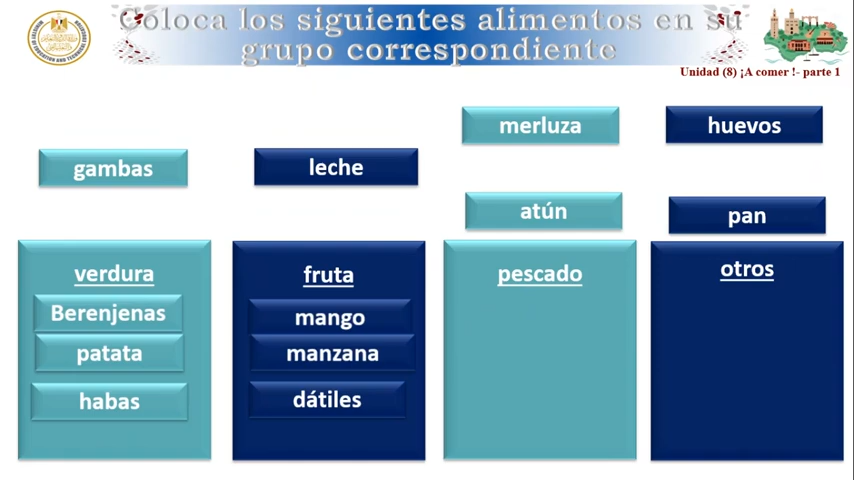 Coloca los siguientes alimentos en su
grupo correspondiente
Unidad (8) ¡A comer !- parte 1
merluza
huevos
gambas
leche
atún
pan
verdura
fruta
pescado
otros
Berenjenas
mango
patata
manzana
habas
dátiles